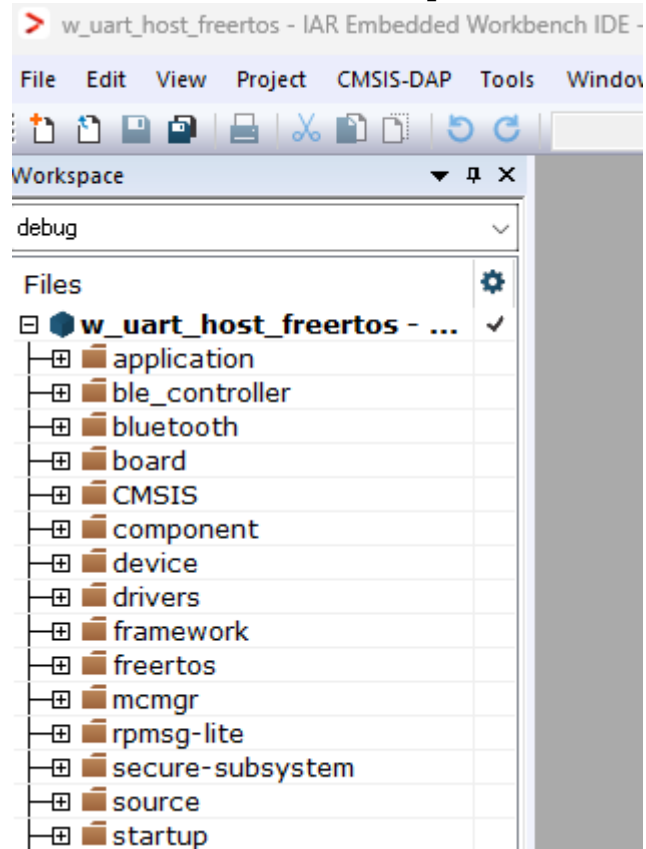 w_uart_host_freertos - IAR Embedded Workbench IDE -
File Edit View Project CMSIS-DAP Tools Window
Workspace
debug
Files
w_uart_host_freertos - ...
application
ble_controller
bluetooth
board
CMSIS
component
device
drivers
framework
freertos
mcmgr
rpmsg-lite
secure-subsystem
source
startup